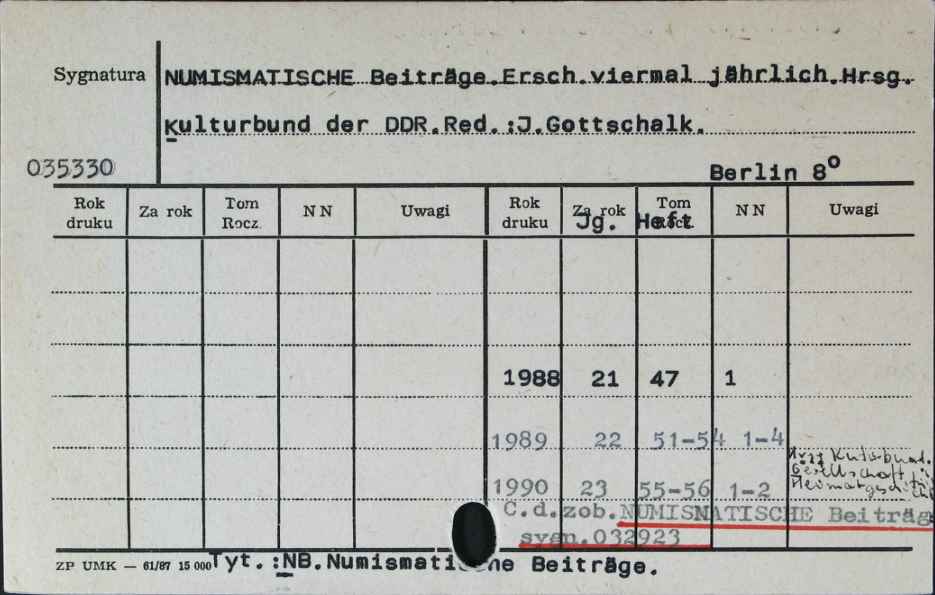 Sygnatura NUMISMATISCHE Beiträge.Ersch.viermal jährlich.Hrsg.
Kulturbund der DDR.Red.:J.Gottschalk.
035330 Berlin 8°
Rok druku Za rok Tom Rocz. NN Uwagi Rok druku Za rok Tom Rocz. NN Uwagi
Jg. Heft
1988 21 47 1
1989 22 51-54 1-4
Gesellschaft
1990 23 55-56 1-2
C.d.zob.NUMISMATISCHE Beiträg
sygn.032923
ZP UMK — 61/87 15 000 Tyt.:NB.Numismati ne Beiträge.